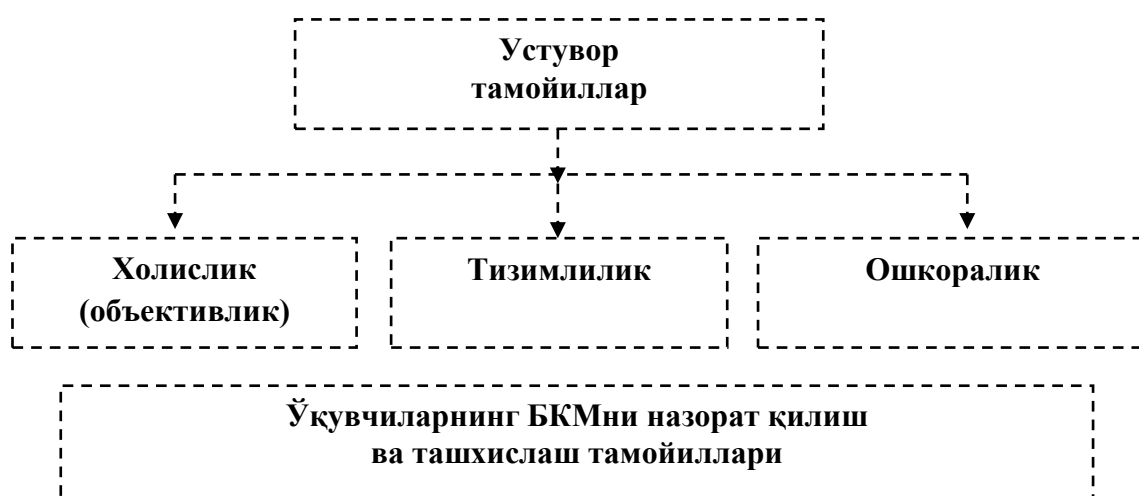 Устувор
тамойиллар
Холислик
(объективлик)
Тизимлилик
Ошкоралик
Ўқувчиларнинг БКМни назорат қилиш
ва ташхислаш тамойиллари